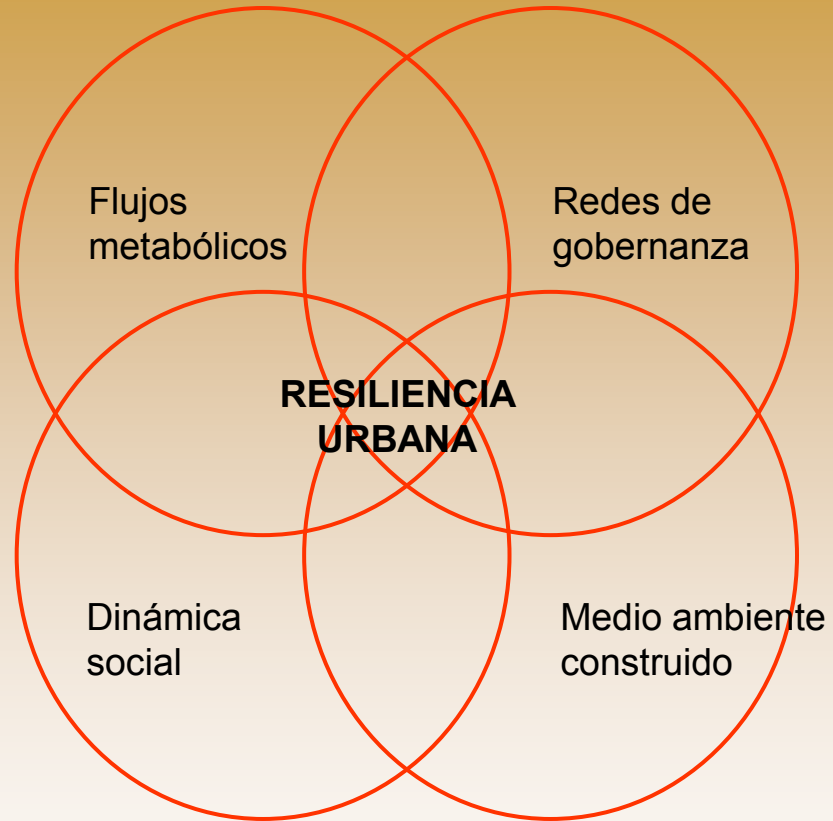 Flujos
metabólicos
Redes de
gobernanza
RESILIENCIA
URBANA
Dinámica
social
Medio ambiente
construido